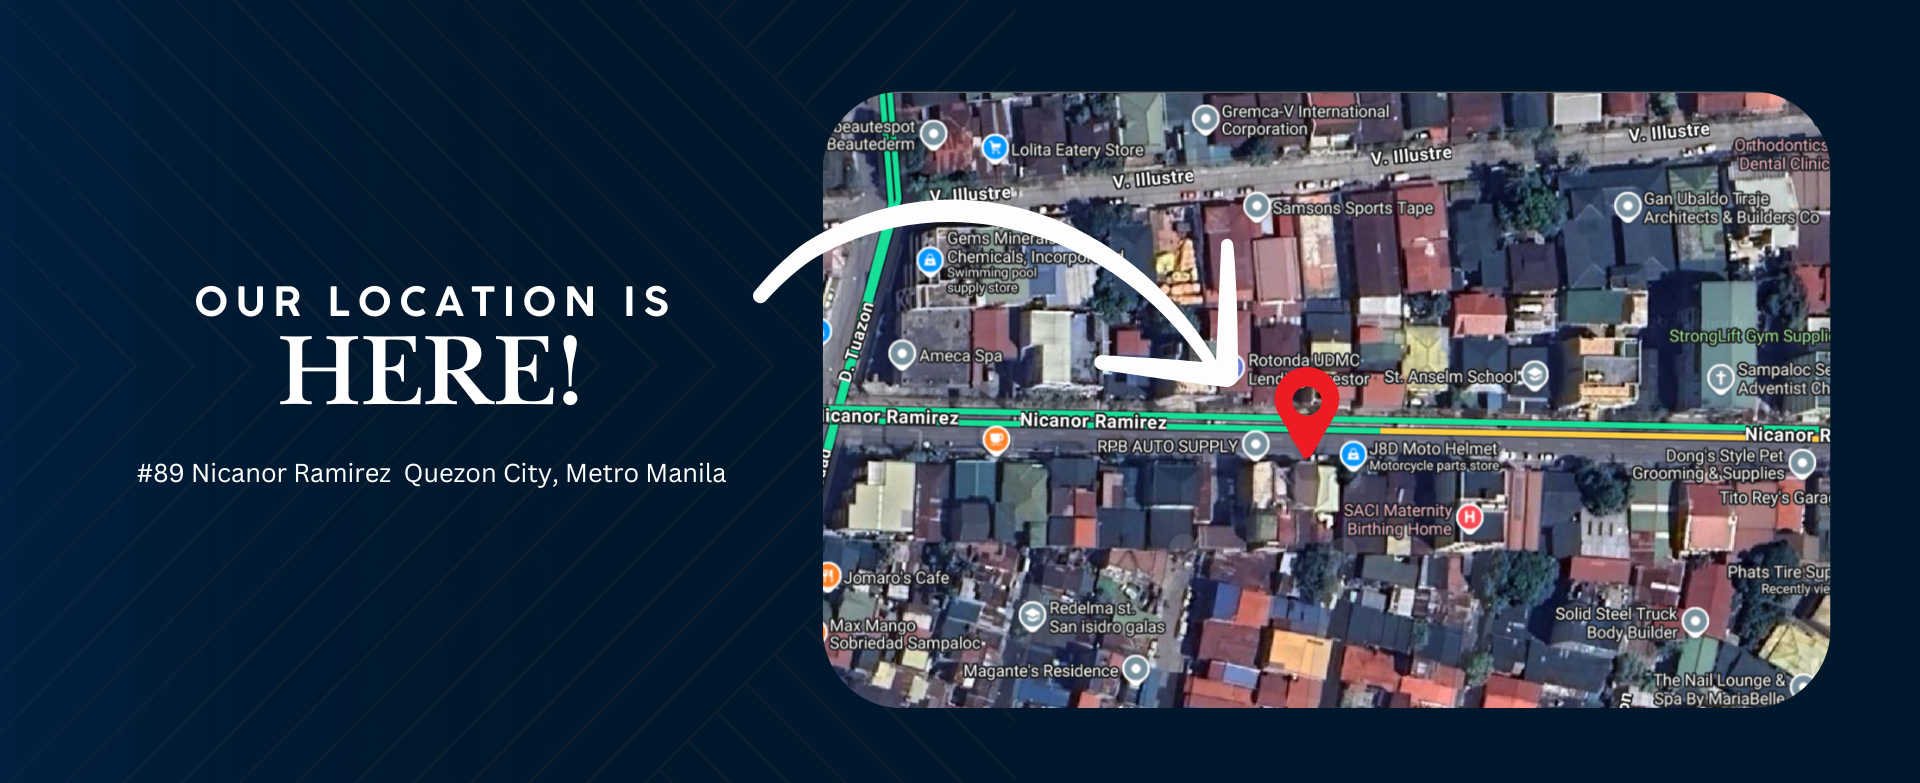 OUR LOCATION IS
HERE!
#89 Nicanor Ramirez Quezon City, Metro Manila
beautespot
Beautederm
Lolita Eatery Store
Gremca-V International
Corporation
V. Illustre
V. Illustre
V. Illustre
V. Illustre
Orthodontics
Dental Clinic
Samsons Sports Tape
Gan Ubaldo Tiraje
Architects & Builders Co
Gems Mineral
Chemicals, Incorpo
Swimming pool
supply store
D. Tuazon
Ameca Spa
Rotonda UDMC
St. Anselm School
StrongLift Gym Suppli
Sampaloc Se
Adventist Ch
Nicanor Ramirez
Nicanor Ramirez
Nicanor R
RPB AUTO SUPPLY
J8D Moto Helmet
Motorcycle parts store
Dong's Style Pet
Grooming & Supplies
Tito Rey's Gara
SACI Maternity
Birthing Home
H
Jomaro's Cafe
Phats Tire Sup
Recently vie
Redelma st.
San isidro galas
Max Mango
Sobriedad Sampaloc
Solid Steel Truck
Body Builder
Magante's Residence
The Nail Lounge &
Spa By MariaBelle